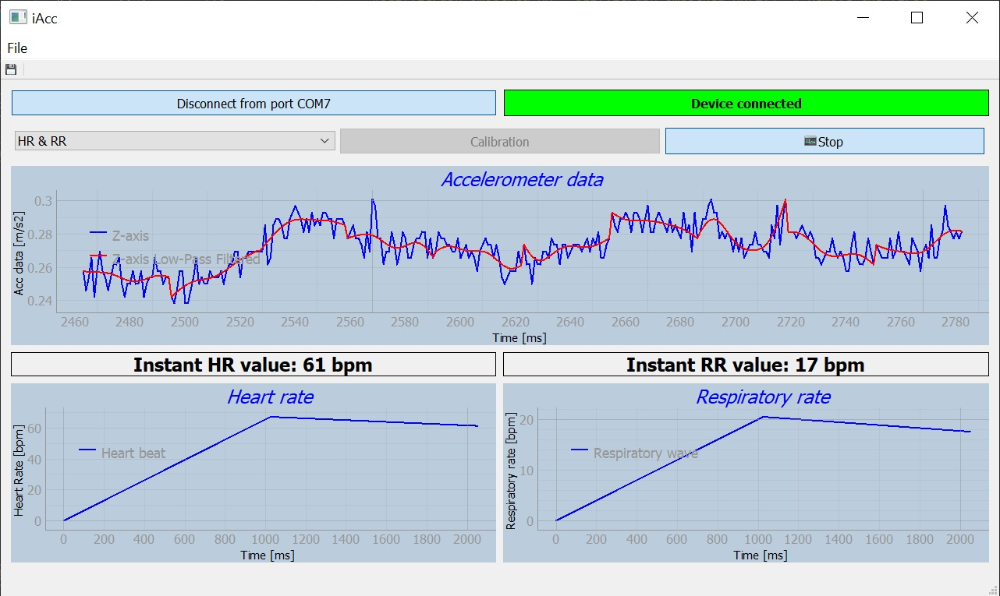 iAcc
File
Disconnect from port COM7
Device connected
HR & RR
Calibration
Stop
Accelerometer data
Acc data [m/s2]
0.3
0.28
0.26
0.24
Z-axis
Z-axis Low-Pass Filtered
2460 2480 2500 2520 2540 2560 2580 2600 2620 2640 2660 2680 2700 2720 2740 2760 2780
Time [ms]
Instant HR value: 61 bpm
Instant RR value: 17 bpm
Heart rate
Heart Rate [bpm]
60
40
20
0
Heart beat
0 200 400 600 800 1000 1200 1400 1600 1800 2000
Time [ms]
Respiratory rate
Respiratory rate [bpm]
20
10
0
Respiratory wave
0 200 400 600 800 1000 1200 1400 1600 1800 2000
Time [ms]